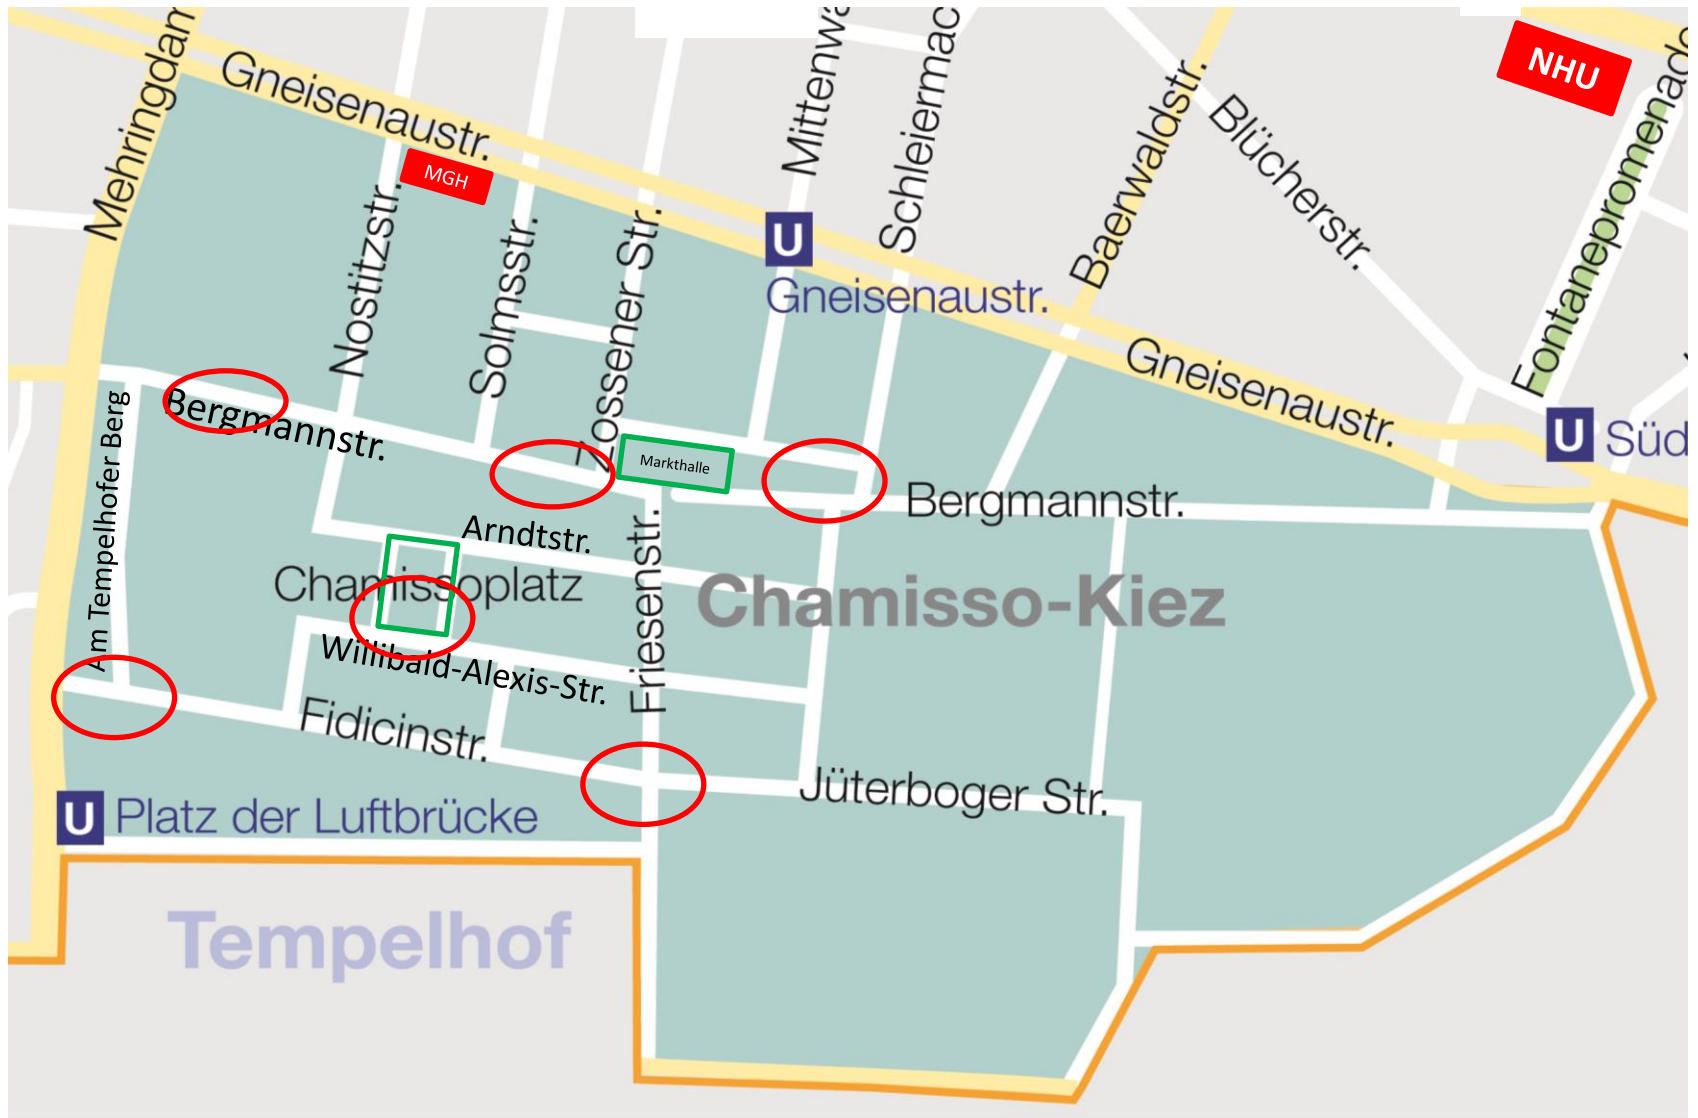 Mehringdam
Gneisenaustr.
MGH
Nostitzstr.
Solmsstr.
Zossener Str.
Mittenwa
Schleiermac
Baerwaldstr.
Blücherstr.
NHU
Fontanepromenade
U
Gneisenaustr.
Gneisenaustr.
U Süd
Bergmannstr.
Am Tempelhofer Berg
Markthalle
Bergmannstr.
Arndtstr.
Chamissoplatz
Friesenstr.
Chamisso-Kiez
Willibald-Alexis-Str.
Fidicinstr.
Jüterboger Str.
U Platz der Luftbrücke
Tempelhof